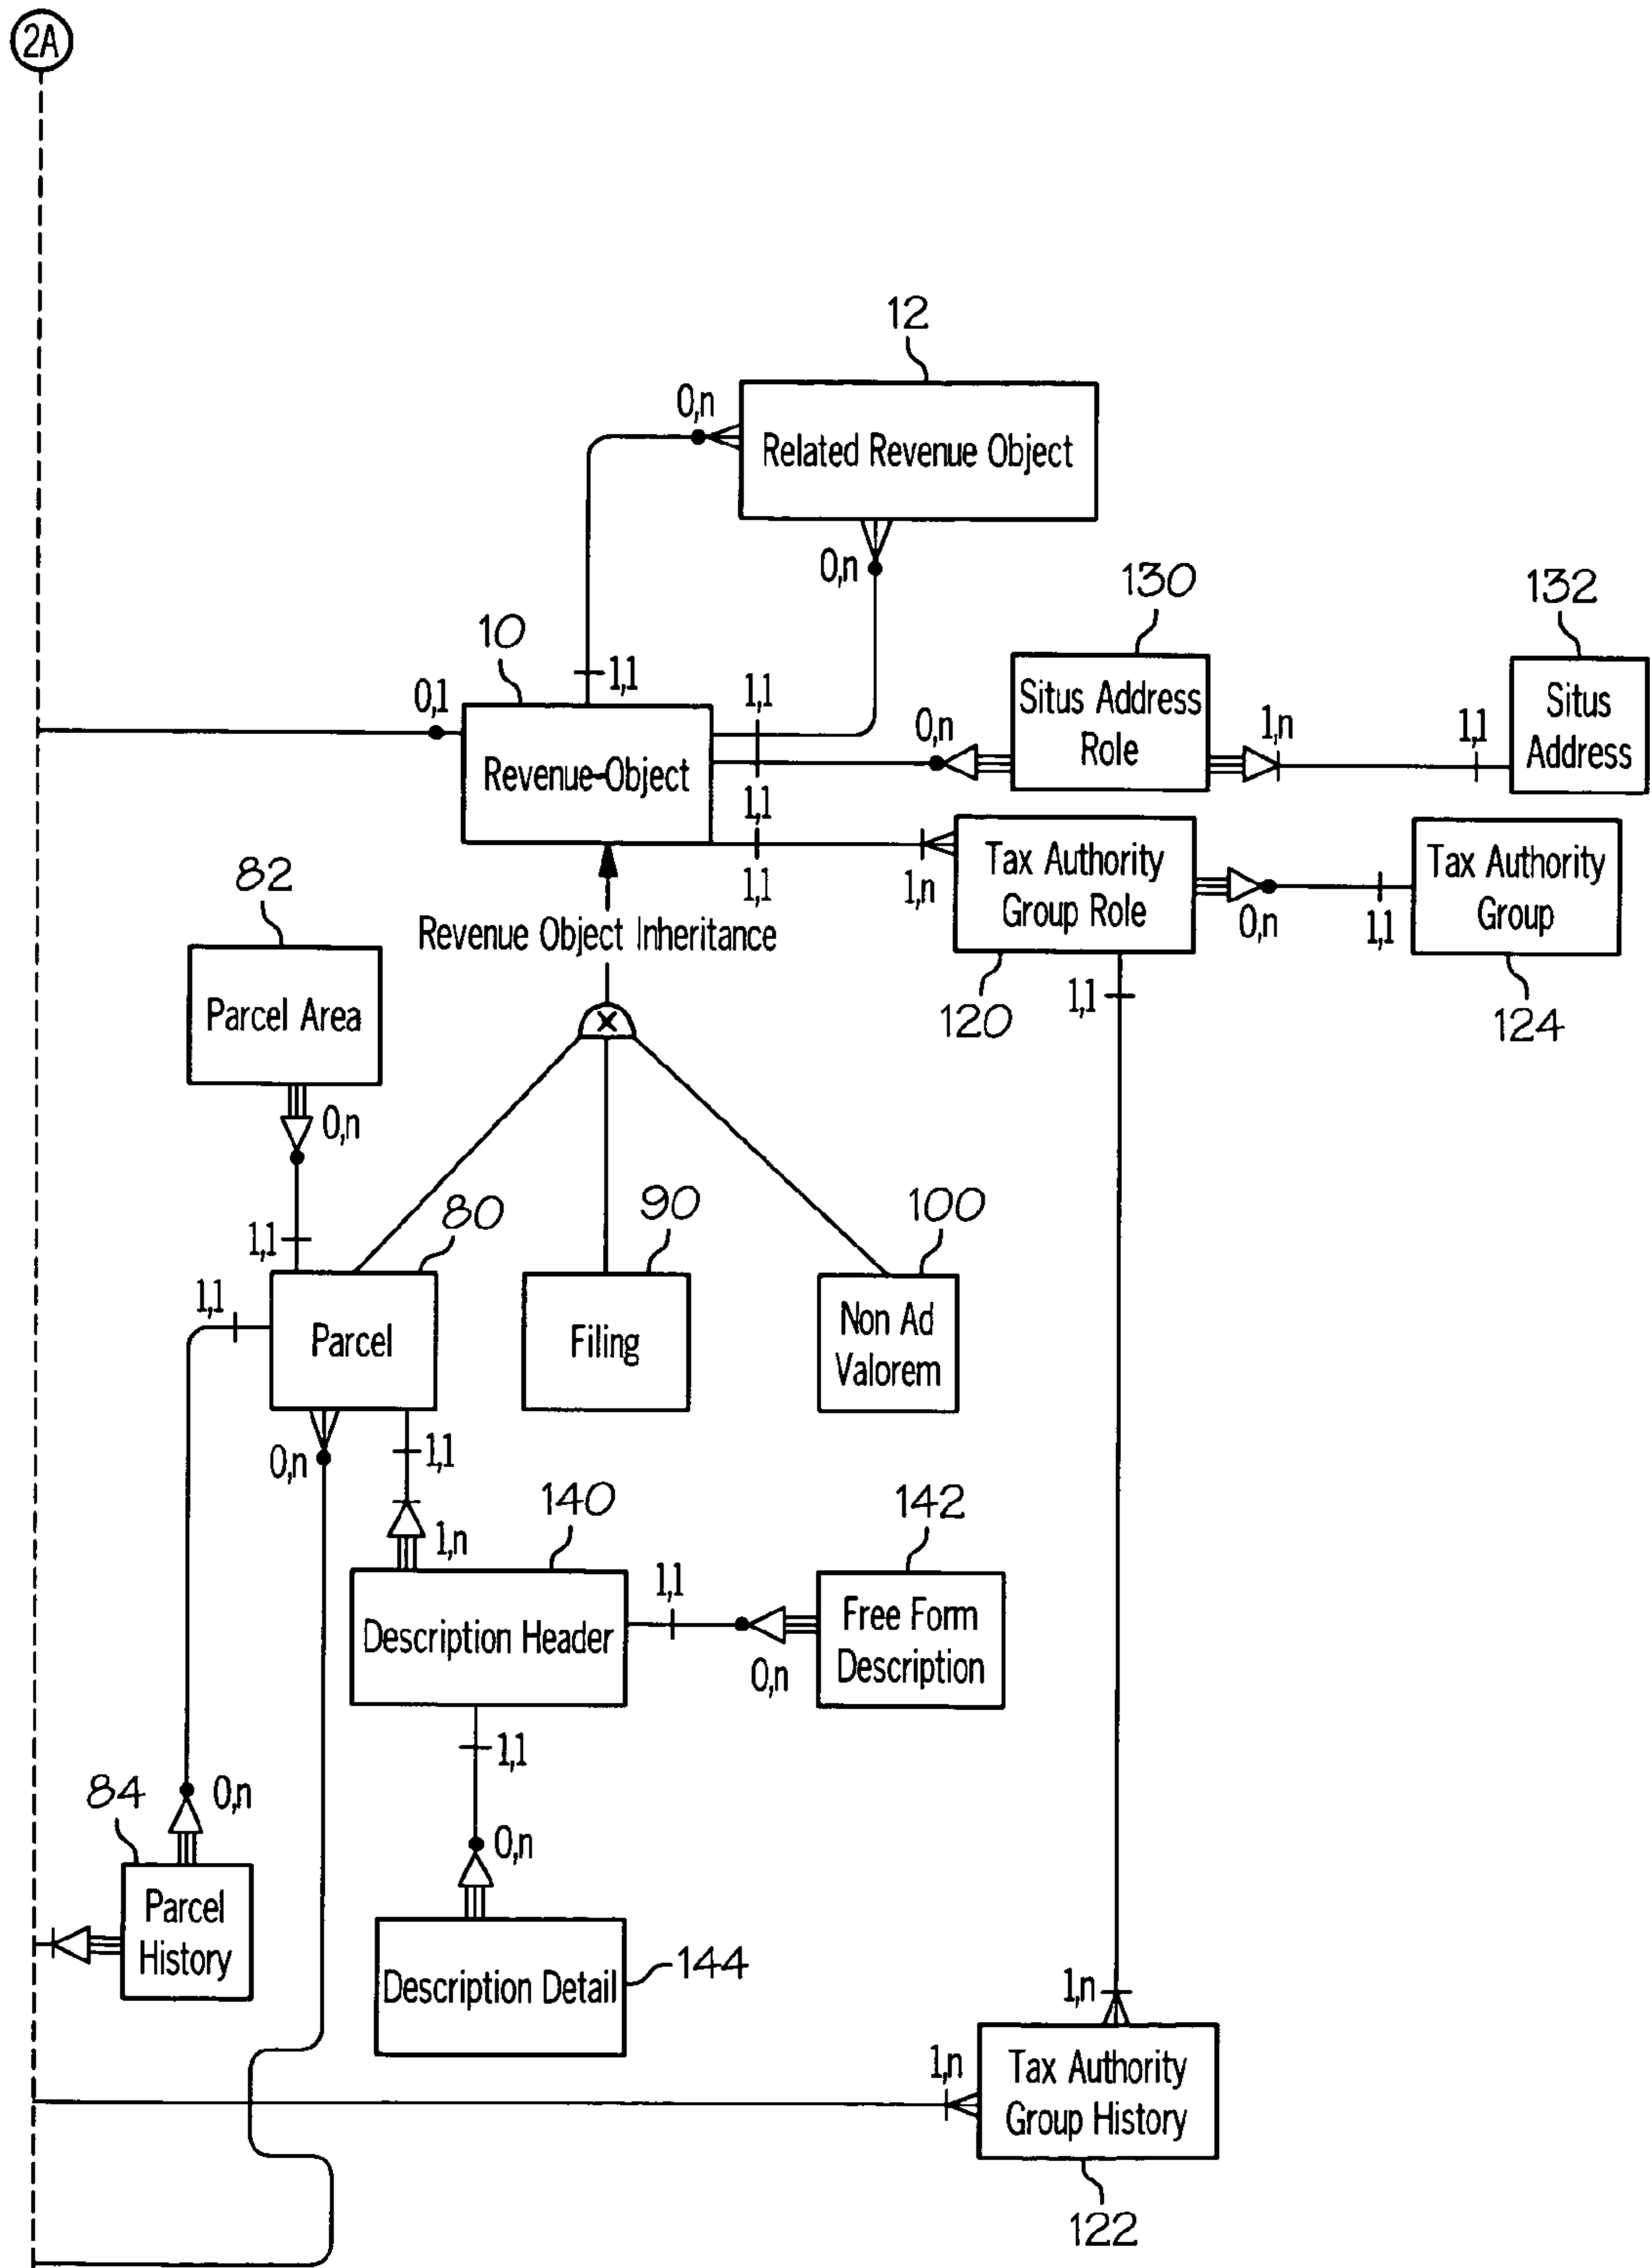 2A
12
0,n
Related Revenue Object
0,n
130
132
10
1,1
1,1
Situs Address
Role
Situs
Address
0,1
0,n
1,n
1,1
Revenue-Object
1,1
1,1
1,n
Tax Authority
Group Role
0,n
1,1
Tax Authority
Group
82
Revenue Object Inheritance
120
1,1
124
Parcel Area
X
0,n
80
90
100
1,1
1,1
Parcel
Filing
Non Ad
Valorem
0,n
1,1
140
142
1,n
1,1
Description Header
Free Form
Description
0,n
1,1
84
0,n
0,n
Parcel
History
Description Detail
144
1,n
1,n
Tax Authority
Group History
122